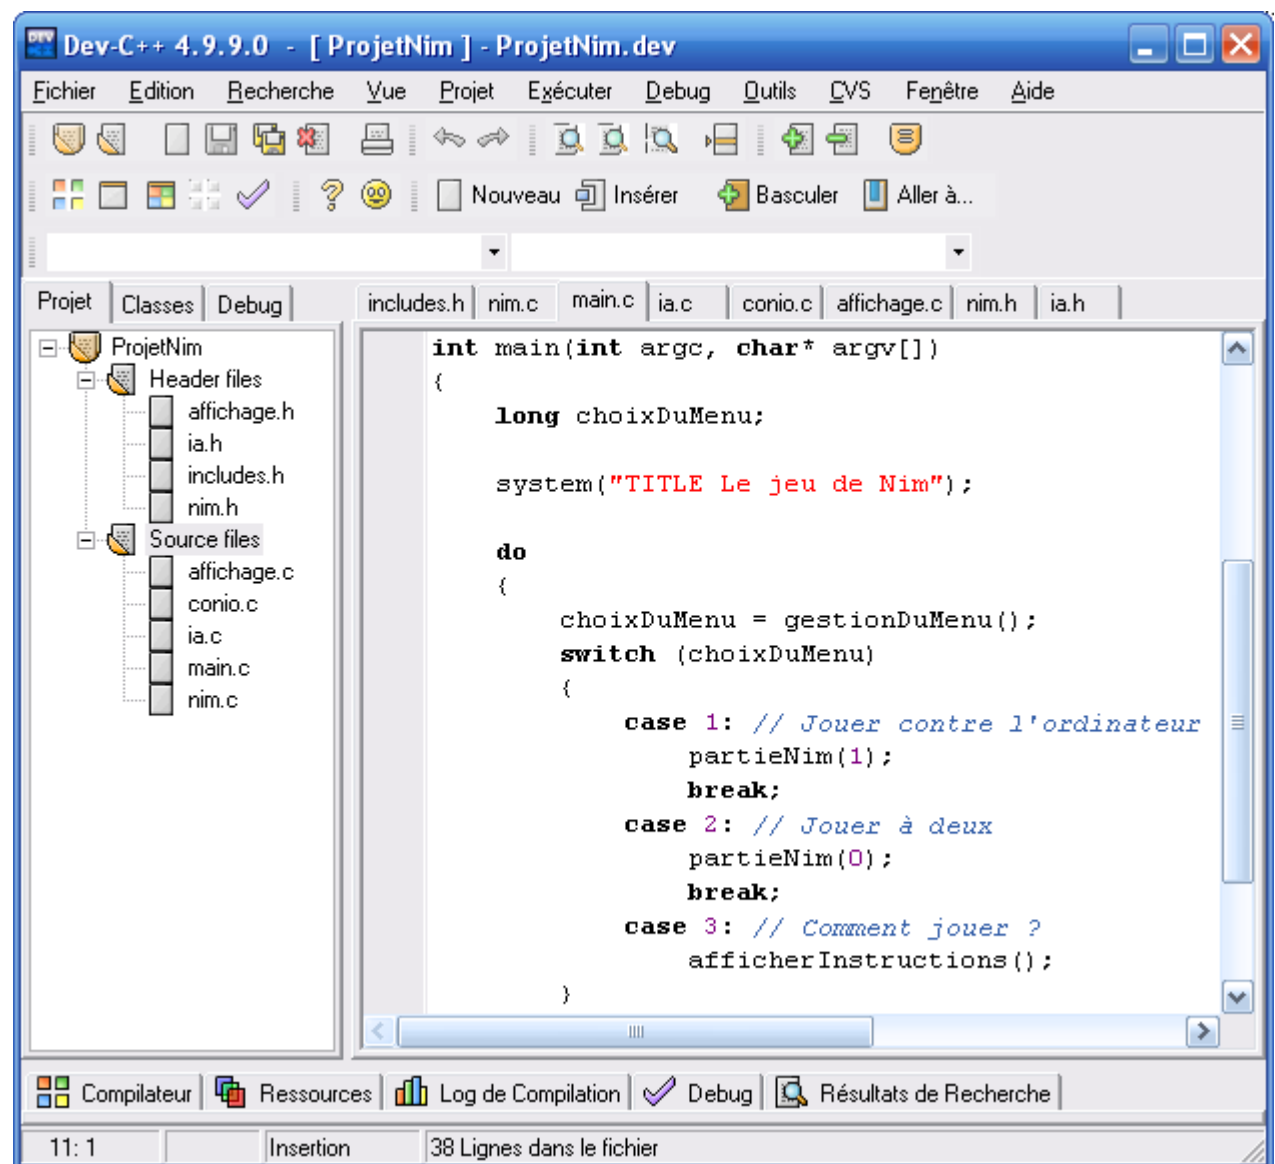 Dev-C++ 4.9.9.0 - [ ProjetNim ] - ProjetNim.dev
Fichier Edition Recherche Vue Projet Exécuter Debug Outils CVS Fenêtre Aide
Nouveau Insérer Basculer Aller à...
Projet Classes Debug
includes.h nim.c main.c ia.c conio.c affichage.c nim.h ia.h
ProjetNim
Header files
affichage.h
ia.h
includes.h
nim.h
Source files
affichage.c
conio.c
ia.c
main.c
nim.c
int main(int argc, char* argv[])
{
long choixDuMenu;
system("TITLE Le jeu de Nim");
do
{
choixDuMenu = gestionDuMenu();
switch (choixDuMenu)
{
case 1: // Jouer contre l'ordinateur
partieNim(1);
break;
case 2: // Jouer à deux
partieNim(0);
break;
case 3: // Comment jouer ?
afficherInstructions();
}
Compilateur Ressources Log de Compilation Debug Résultats de Recherche
11: 1 Insertion 38 Lignes dans le fichier